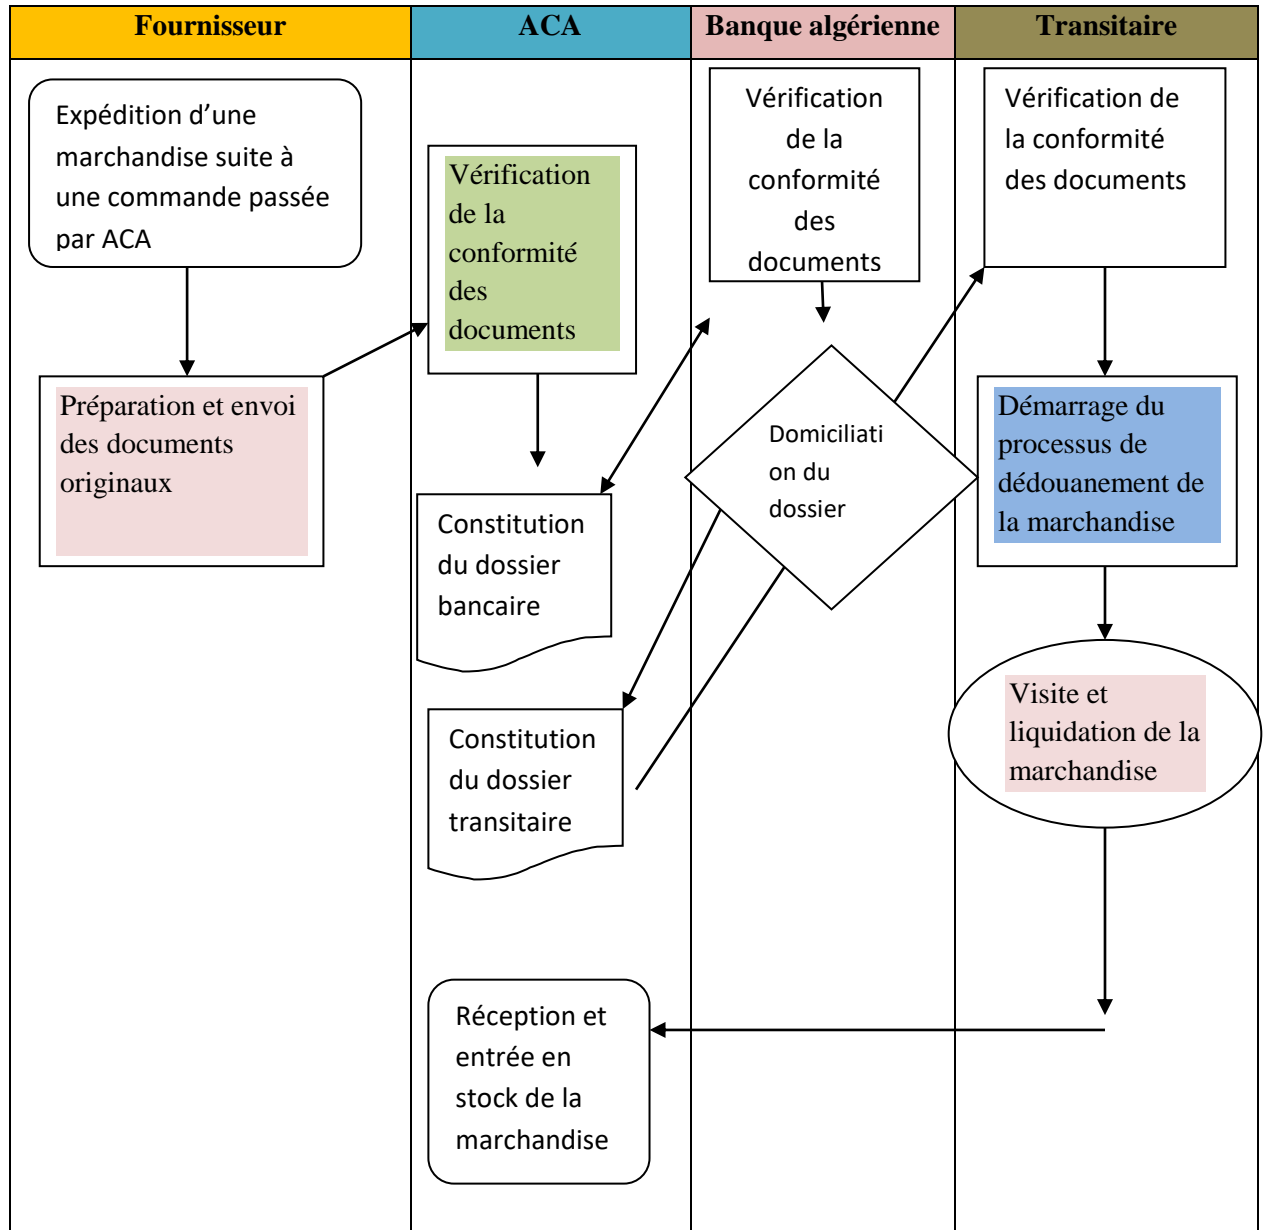 Fournisseur
ACA
Banque algérienne
Transitaire
Expédition d’une
marchandise suite à
une commande passée
par ACA
Préparation et envoi
des documents
originaux
Vérification
de la
conformité
des
documents
Constitution
du dossier
bancaire
Constitution
du dossier
transitaire
Réception et
entrée en
stock de la
marchandise
Vérification
de la
conformité
des
documents
Domiciliati
on du
dossier
Vérification de
la conformité
des documents
Démarrage du
processus de
dédouanement de
la marchandise
Visite et
liquidation de la
marchandise